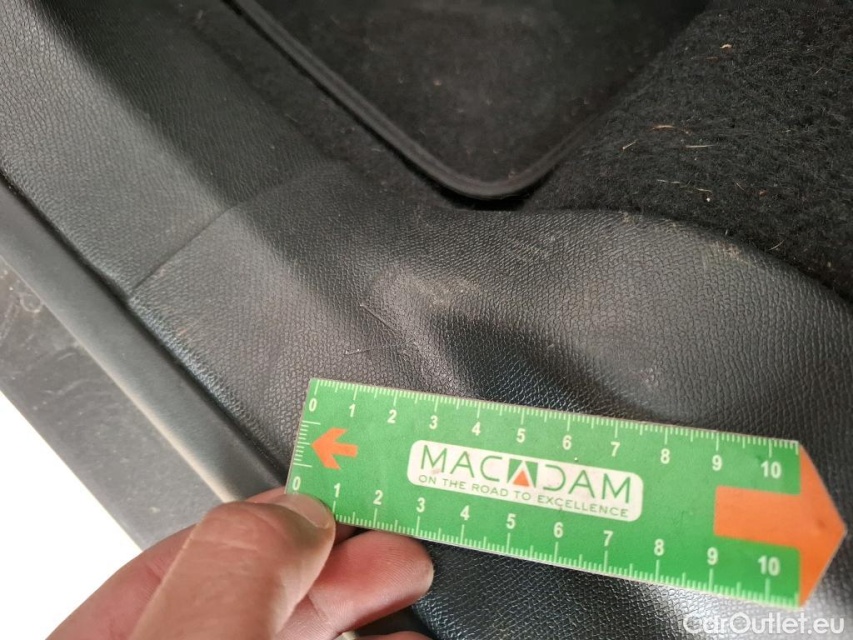 0 1 2 3 4 5 6 7 8 9 10
MACADAM
ON THE ROAD TO EXCELLENCE
0 1 2 3 4 5 6 7 8 9 10
CarOutlet.eu